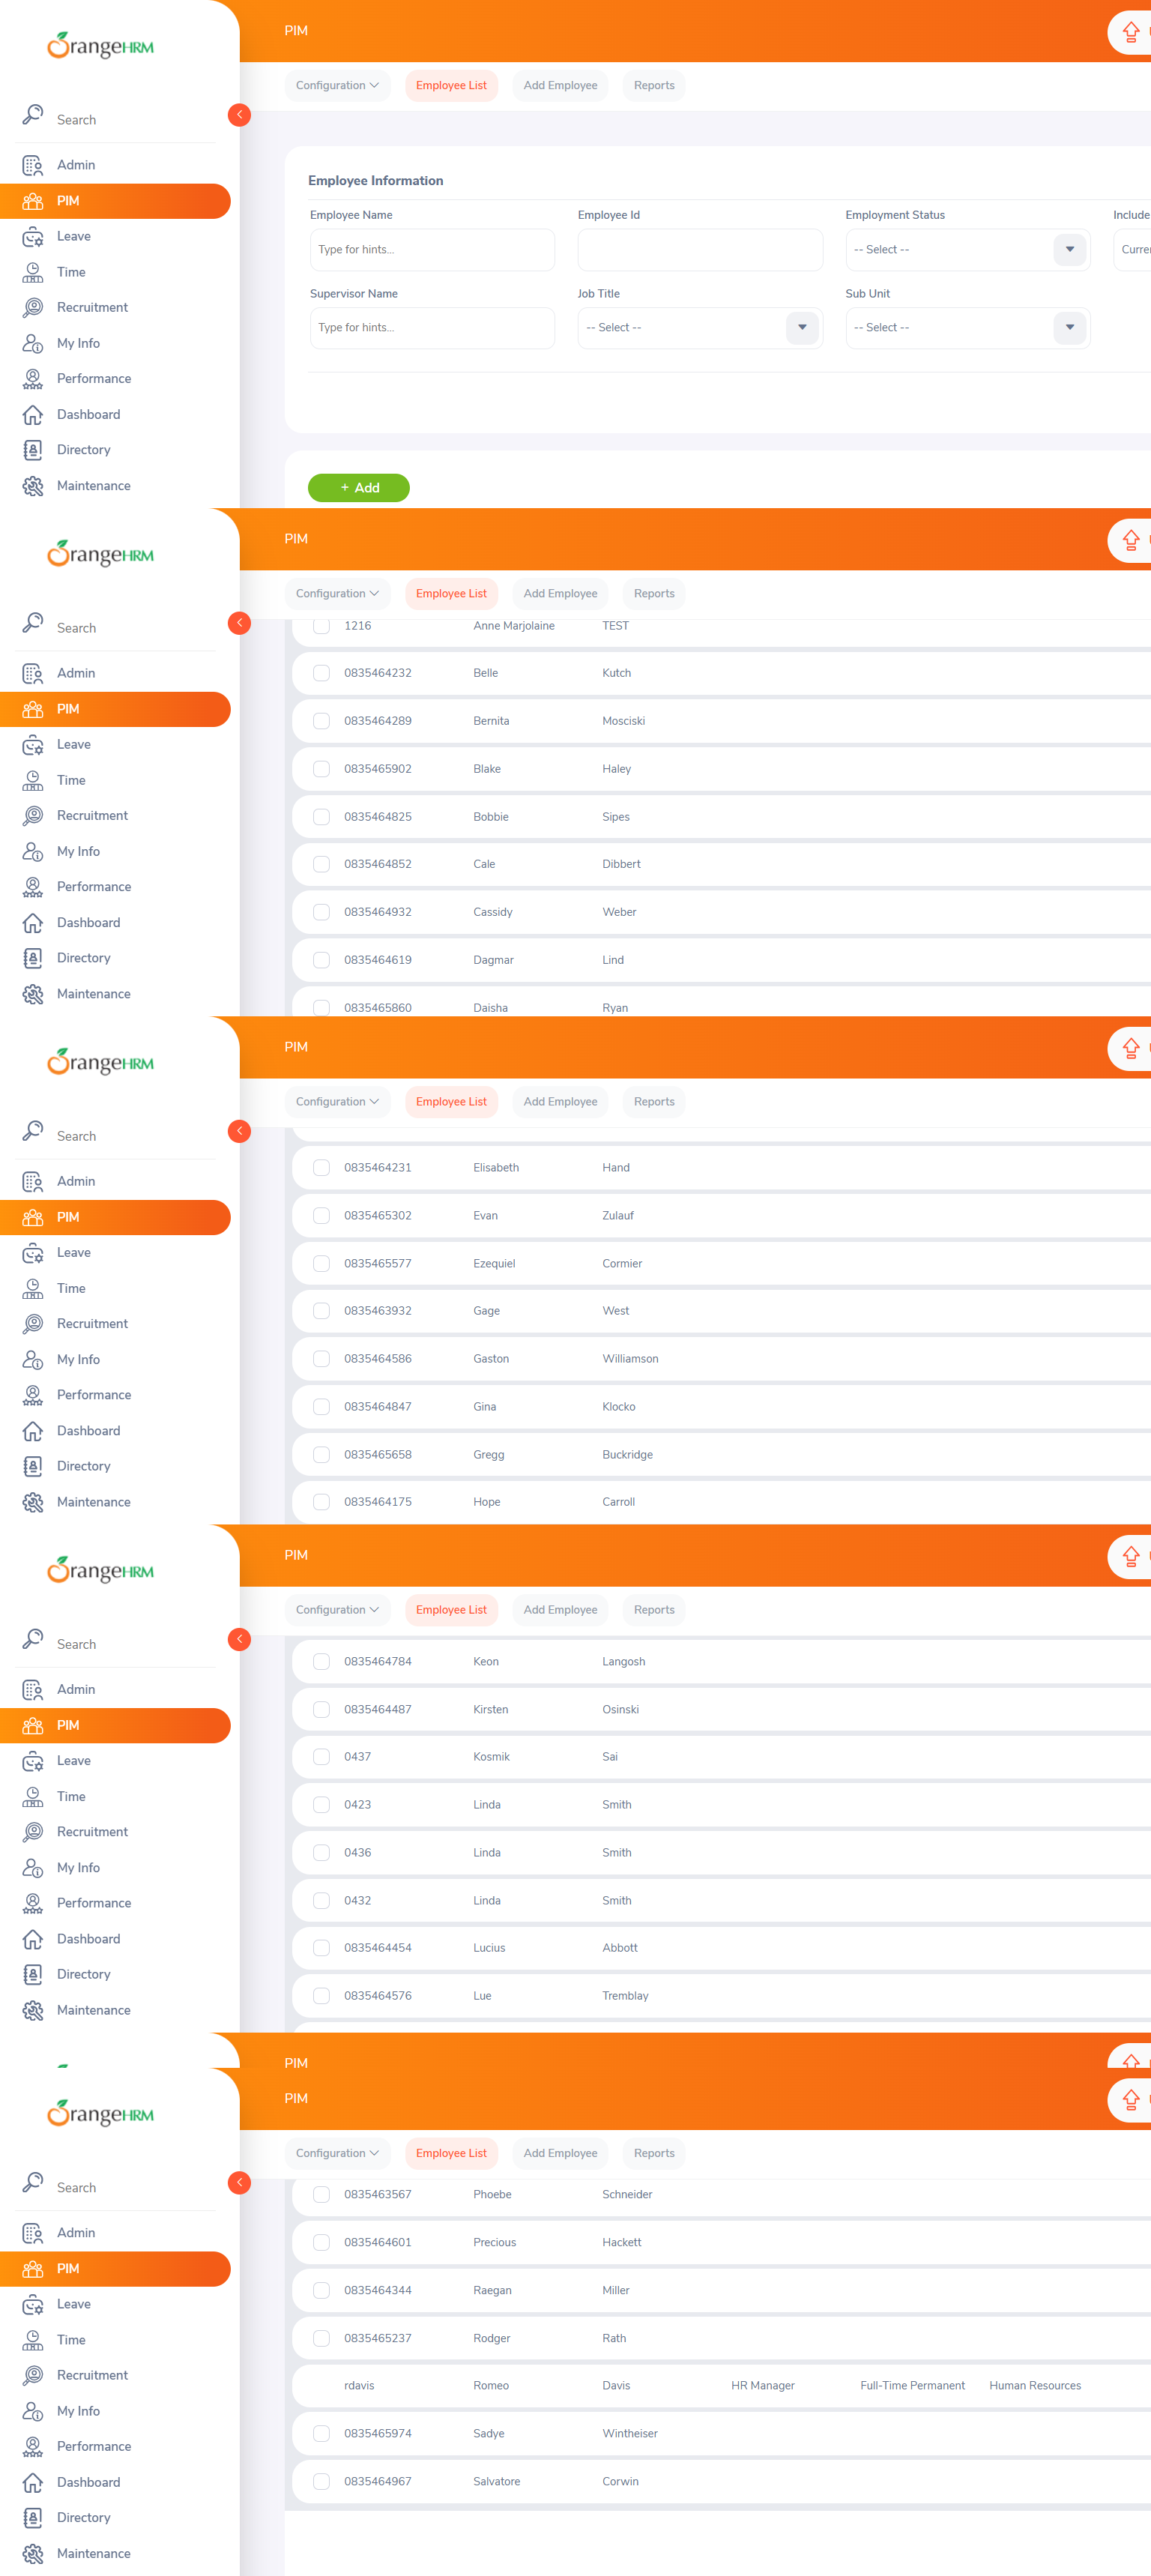 OrangeHRM
PIM
Configuration
Employee List
Add Employee
Reports
Search
Admin
PIM
Leave
Time
Recruitment
My Info
Performance
Dashboard
Directory
Maintenance
Employee Information
Employee Name
Employee Id
Employment Status
Include
Type for hints...
-- Select --
Supervisor Name
Job Title
Sub Unit
Type for hints...
-- Select --
-- Select --
+ Add
OrangeHRM
PIM
Configuration
Employee List
Add Employee
Reports
Search
Admin
PIM
Leave
Time
Recruitment
My Info
Performance
Dashboard
Directory
Maintenance
1216 Anne Marjolaine TEST
0835464232 Belle Kutch
0835464289 Bernita Mosciski
0835465902 Blake Haley
0835464825 Bobbie Sipes
0835464852 Cale Dibbert
0835464932 Cassidy Weber
0835464619 Dagmar Lind
0835465860 Daisha Ryan
OrangeHRM
PIM
Configuration
Employee List
Add Employee
Reports
Search
Admin
PIM
Leave
Time
Recruitment
My Info
Performance
Dashboard
Directory
Maintenance
0835464231 Elisabeth Hand
0835465302 Evan Zulauf
0835465577 Ezequiel Cormier
0835463932 Gage West
0835464586 Gaston Williamson
0835464847 Gina Klocko
0835465658 Gregg Buckridge
0835464175 Hope Carroll
OrangeHRM
PIM
Configuration
Employee List
Add Employee
Reports
Search
Admin
PIM
Leave
Time
Recruitment
My Info
Performance
Dashboard
Directory
Maintenance
0835464784 Keon Langosh
0835464487 Kirsten Osinski
0437 Kosmik Sai
0423 Linda Smith
0436 Linda Smith
0432 Linda Smith
0835464454 Lucius Abbott
0835464576 Lue Tremblay
PIM
OrangeHRM
PIM
Configuration
Employee List
Add Employee
Reports
Search
Admin
PIM
Leave
Time
Recruitment
My Info
Performance
Dashboard
Directory
Maintenance
0835463567 Phoebe Schneider
0835464601 Precious Hackett
0835464344 Raegan Miller
0835465237 Rodger Rath
rdavis Romeo Davis HR Manager Full-Time Permanent Human Resources
0835465974 Sadye Wintheiser
0835464967 Salvatore Corwin